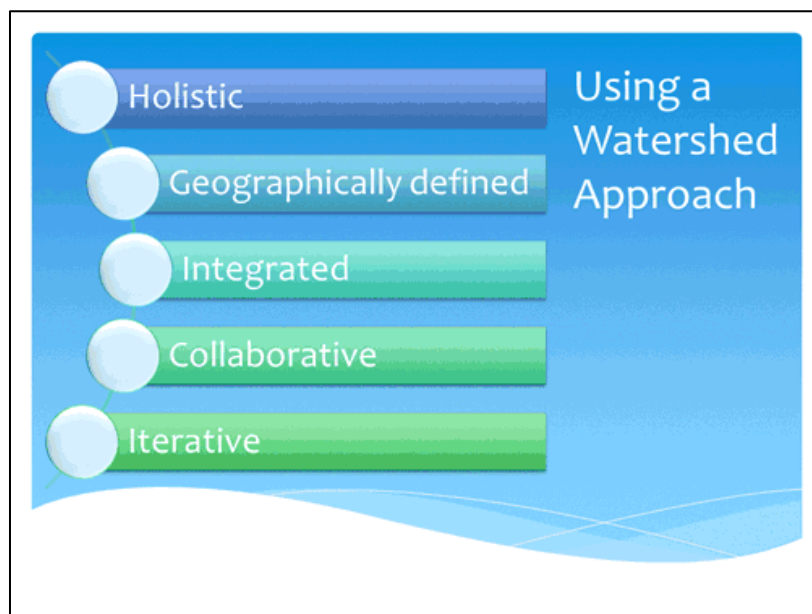 Using a
Watershed
Approach
Holistic
Geographically defined
Integrated
Collaborative
Iterative